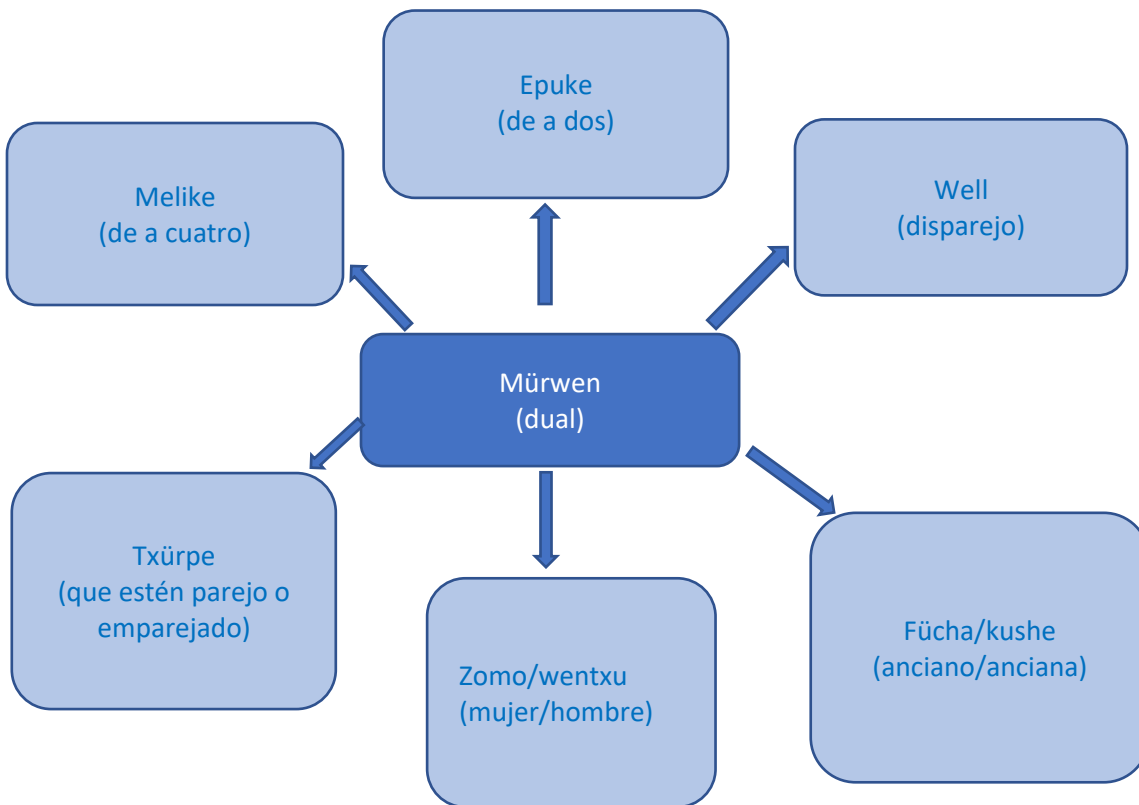 Epuke
(de a dos)
Melike
(de a cuatro)
Well
(disparejo)
Mürwen
(dual)
Txürpe
(que estén parejo o
emparejado)
Zomo/wentxu
(mujer/hombre)
Fücha/kushe
(anciano/anciana)